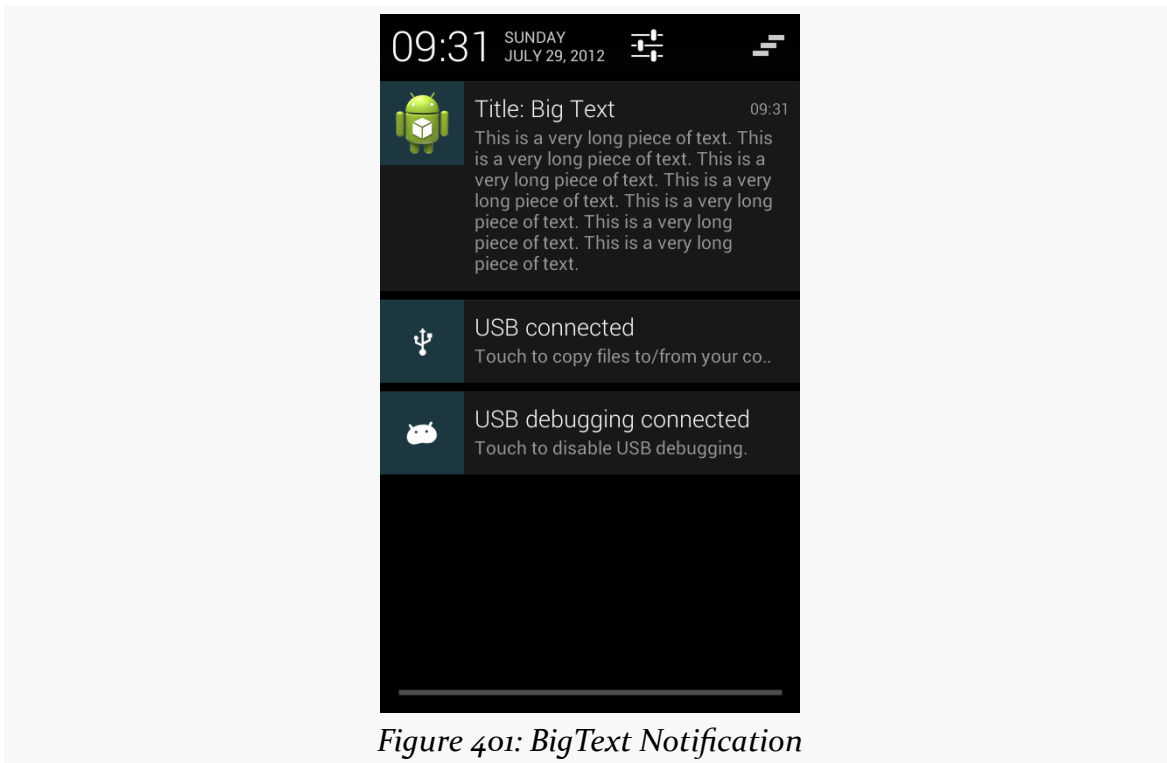 09:31
SUNDAY
JULY 29, 2012
Title: Big Text
09:31
This is a very long piece of text. This
is a very long piece of text. This is a
very long piece of text. This is a very
long piece of text. This is a very long
piece of text. This is a very long
piece of text. This is a very long
piece of text.
USB connected
Touch to copy files to/from your co..
USB debugging connected
Touch to disable USB debugging.
Figure 401: BigText Notification